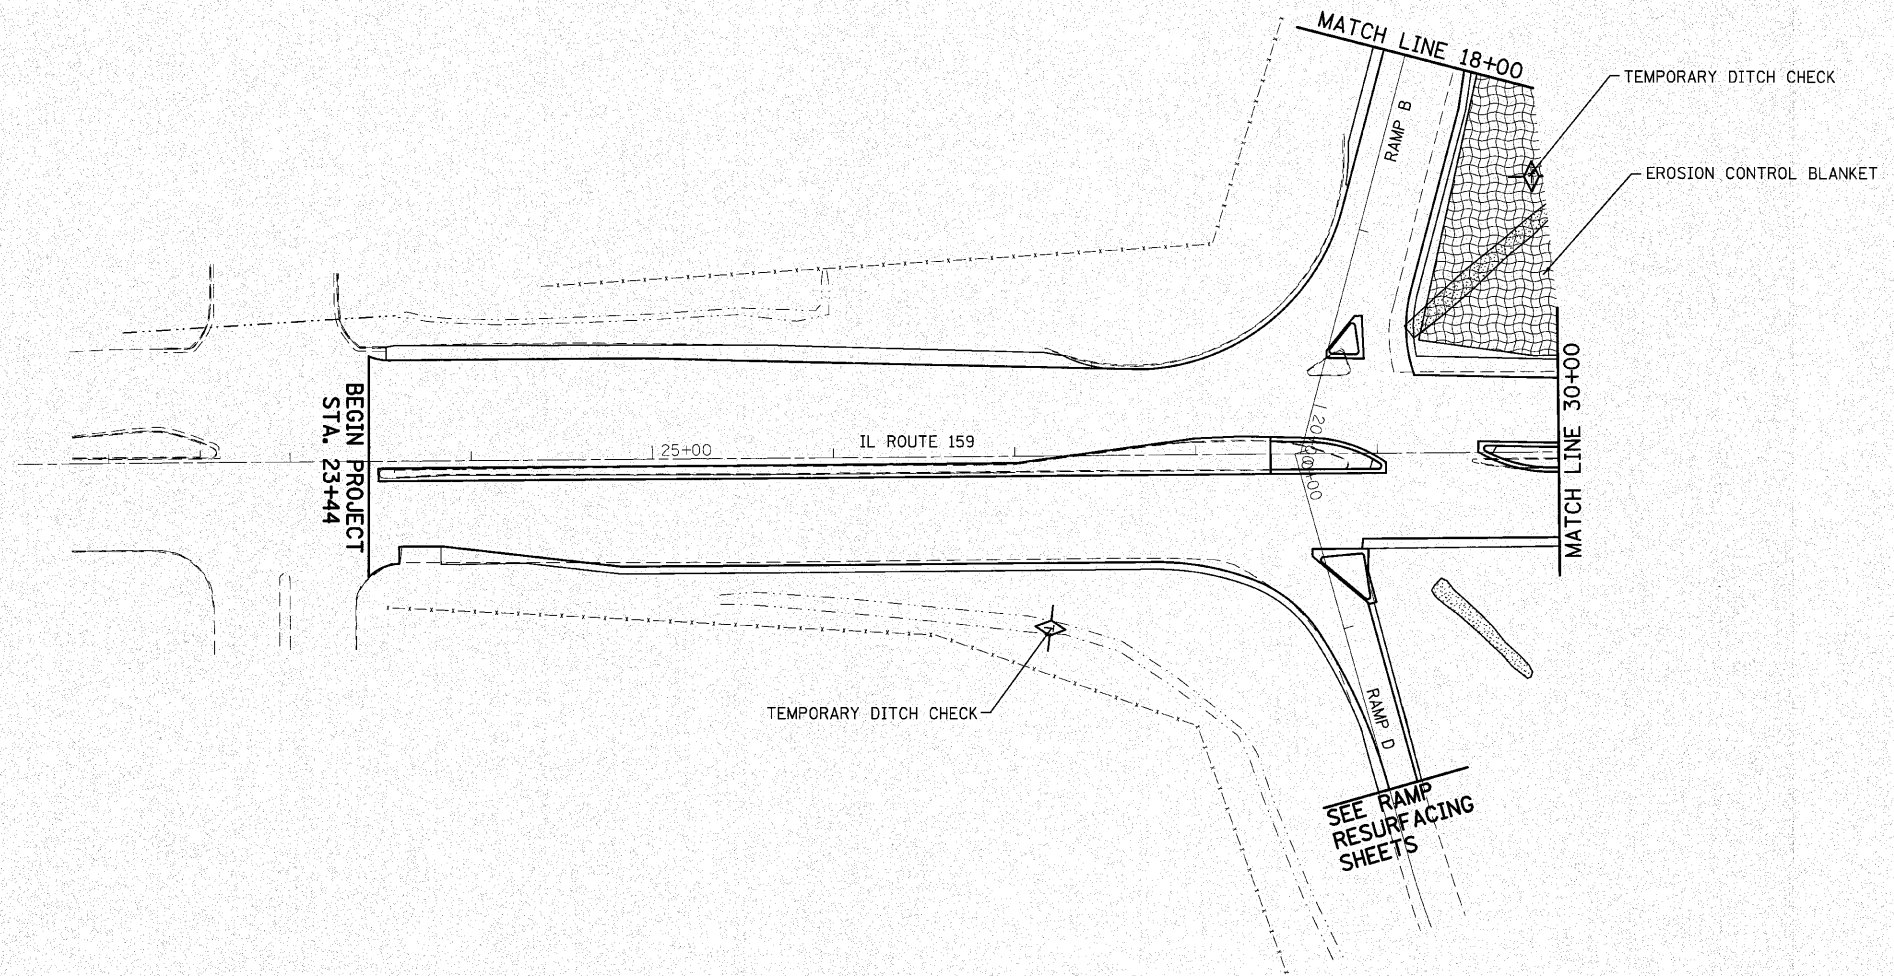 MATCH LINE 18+00
TEMPORARY DITCH CHECK
RAMP B
EROSION CONTROL BLANKET
BEGIN PROJECT
STA. 23+44
25+00
IL ROUTE 159
MATCH LINE 30+00
TEMPORARY DITCH CHECK
RAMP D
SEE RAMP
RESURFACING
SHEETS